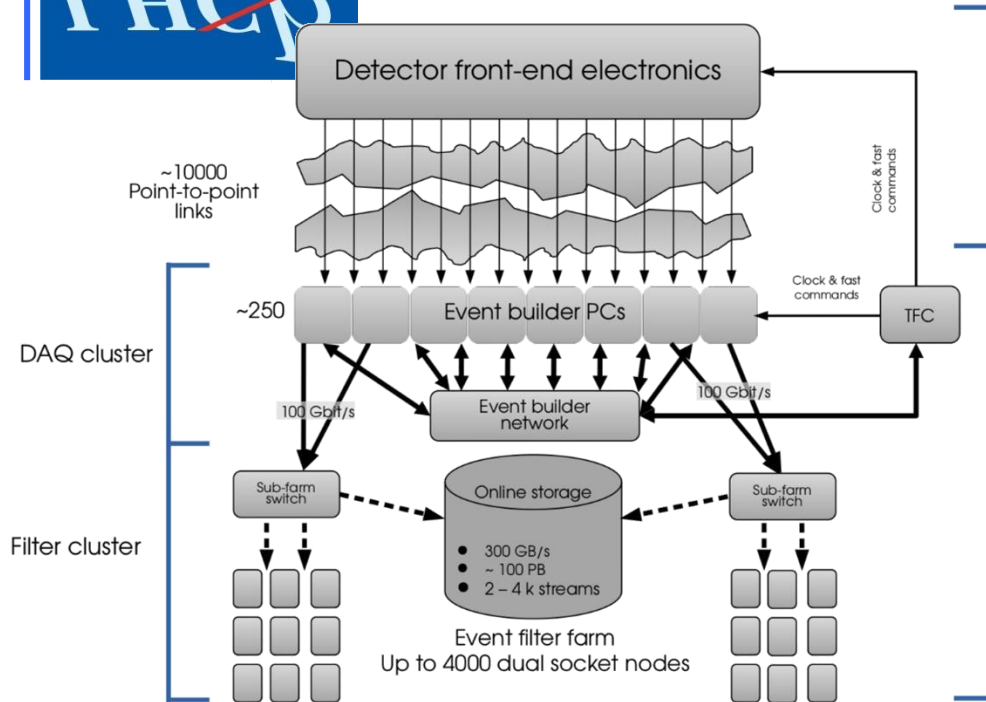 LHCb
Detector front-end electronics
~10000
Point-to-point
links
Clock & fast
commands
Clock & fast
commands
~250
Event builder PCs
TFC
DAQ cluster
100 Gbit/s
100 Gbit/s
Event builder
network
Sub-farm
switch
Online storage
Sub-farm
switch
Filter cluster
● 300 GB/s
● ~ 100 PB
● 2 – 4 k streams
Event filter farm
Up to 4000 dual socket nodes